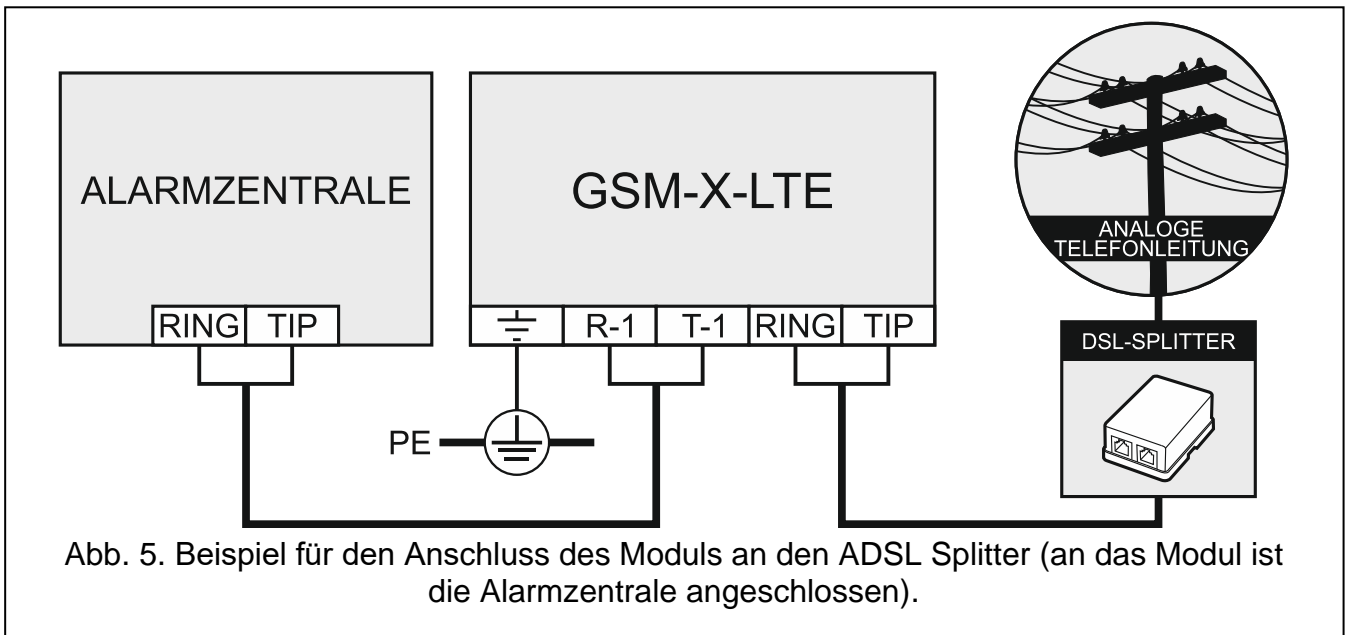 ALARMZENTRALE
RING TIP
GSM-X-LTE
R-1 T-1 RING TIP
PE
ANALOGE
TELEFONLEITUNG
DSL-SPLITTER
Abb. 5. Beispiel für den Anschluss des Moduls an den ADSL Splitter (an das Modul ist
die Alarmzentrale angeschlossen).